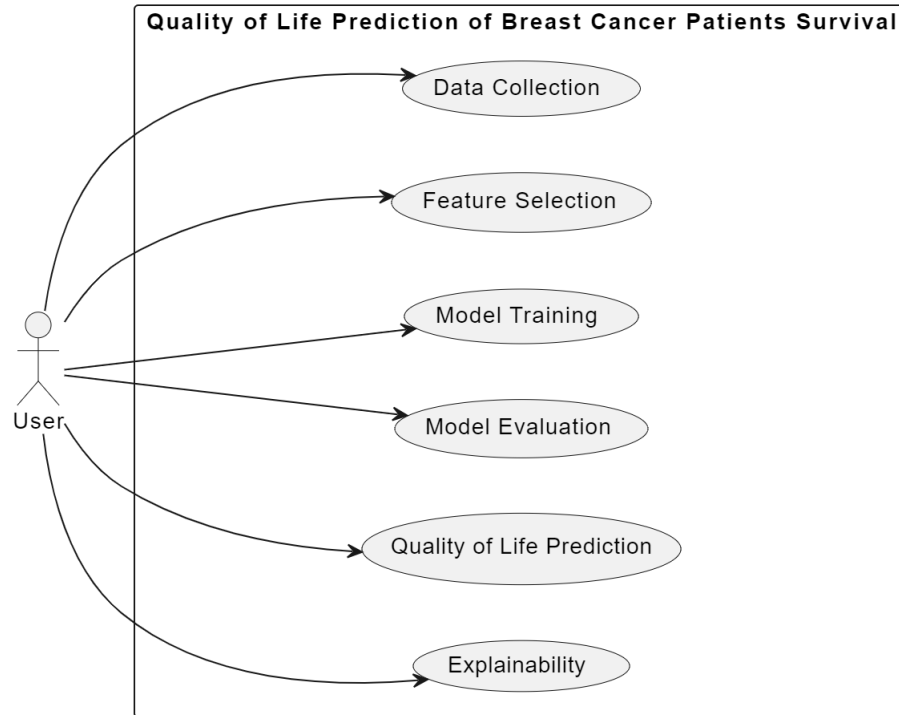 Quality of Life Prediction of Breast Cancer Patients Survival
Data Collection
Feature Selection
Model Training
Model Evaluation
User
Quality of Life Prediction
Explainability